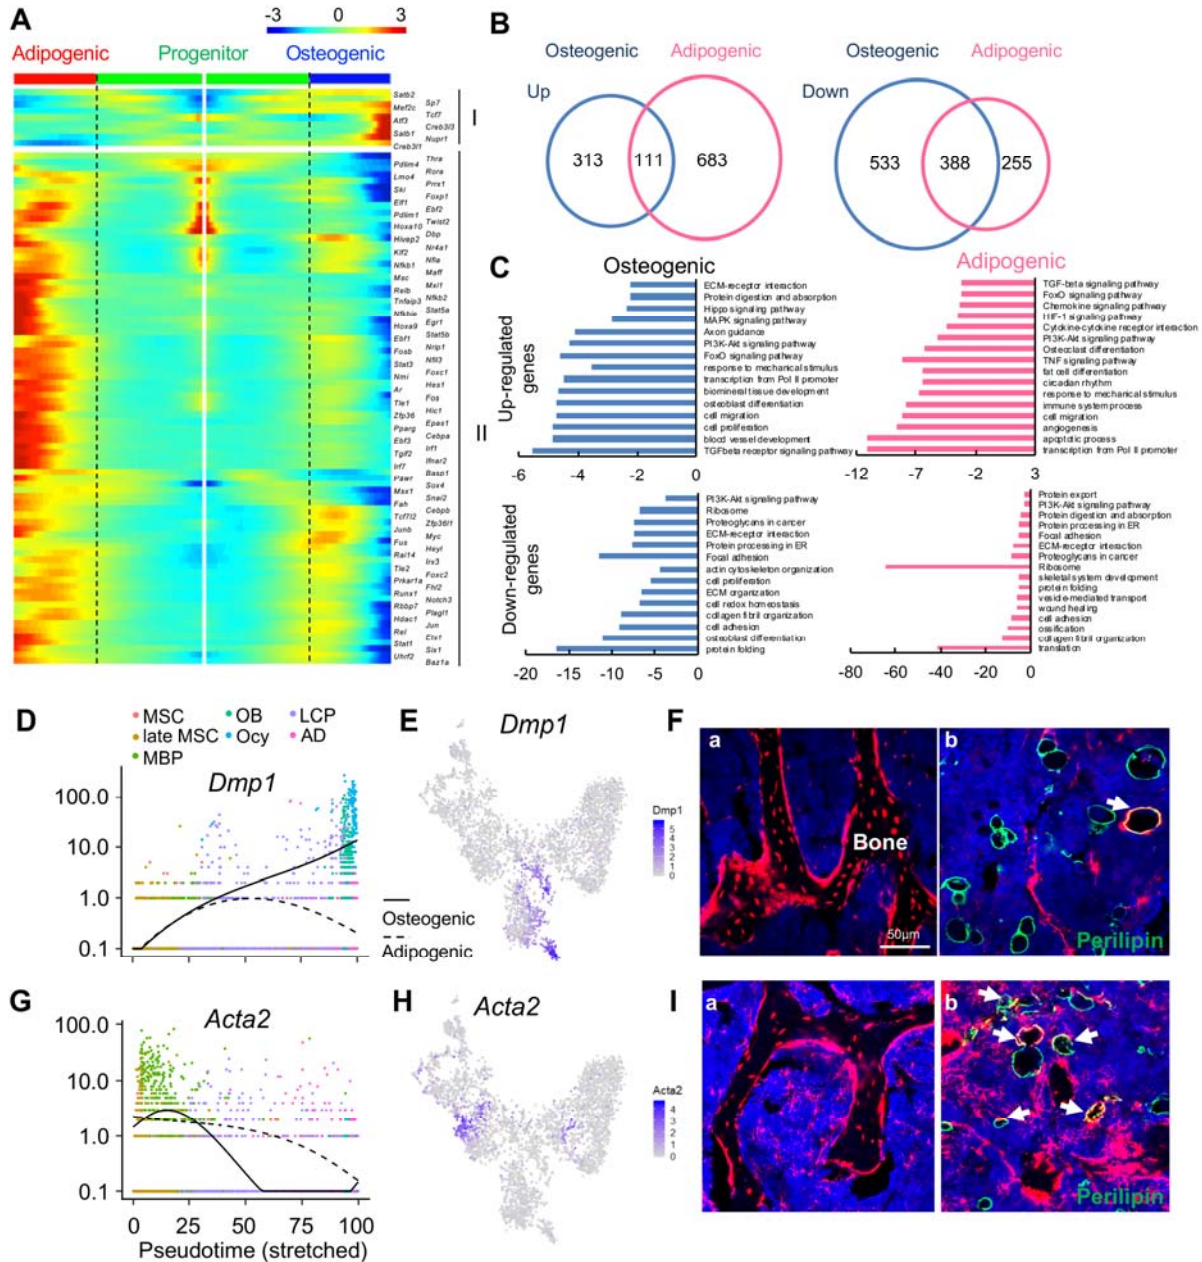 A
-3 0 3
Adipogenic Progenitor Osteogenic
Satb2
Sp7
Mef2c
Tcf7
Atf3
Creb3l3
Satb1
Nupr1
Creb3l1
I
Thra
Pdlim4
Rora
Lmo4
Prrx1
Ski
Foxp1
Elf1
Ebf2
Pdlim1
Twist2
Hoxa10
Dbp
Hivep2
Nr4a1
Klf2
Nfia
Nfkb1
Maff
Msc
Mxi1
Relb
Nfkb2
Tnfaip3
Stat5a
Nfkbie
Egr1
Hoxa9
Stat5b
Ebf1
Nrip1
Fosb
Nfil3
Stat3
Foxc1
Nmi
Hes1
Ar
Fos
Tle1
Hic1
Zfp36
Epas1
Pparg
Cebpa
Ebf3
Irf1
Tgif2
Ifnar2
Irf7
Basp1
Pawr
Sox4
Msx1
Snai2
Fah
Cebpb
Tcf7l2
Zfp36l1
Junb
Myc
Fus
Heyl
Rai14
Irx3
Tle2
Foxc2
Prkar1a
Fhl2
Runx1
Notch3
Rbbp7
Plagl1
Hdac1
Jun
Rel
Etv1
Stat1
Six1
Uhrf2
Baz1a
II
B
Osteogenic Adipogenic
Up
313 111 683
Osteogenic Adipogenic
Down
533 388 255
C
Osteogenic
Up-regulated
genes
ECM-receptor interaction
Protein digestion and absorption
Hippo signaling pathway
MAPK signaling pathway
Axon guidance
PI3K-Akt signaling pathway
FoxO signaling pathway
response to mechanical stimulus
transcription from Pol II promoter
biomineral tissue development
osteoblast differentiation
cell migration
cell proliferation
blood vessel development
TGFbeta receptor signaling pathway
-6 -4 -2 0
Adipogenic
TGF-beta signaling pathway
FoxO signaling pathway
Chemokine signaling pathway
HIF-1 signaling pathway
Cytokine-cytokine receptor interaction
PI3K-Akt signaling pathway
Osteoclast differentiation
TNF signaling pathway
fat cell differentiation
circadian rhythm
response to mechanical stimulus
immune system process
cell migration
angiogenesis
apoptotic process
transcription from Pol II promoter
-12 -7 -2 3
Down-regulated
genes
PI3K-Akt signaling pathway
Ribosome
Proteoglycans in cancer
ECM-receptor interaction
Protein processing in ER
Focal adhesion
actin cytoskeleton organization
cell proliferation
ECM organization
cell redox homeostasis
collagen fibril organization
cell adhesion
osteoblast differentiation
protein folding
-20 -15 -10 -5 0
Protein export
PI3K-Akt signaling pathway
Protein digestion and absorption
Protein processing in ER
Focal adhesion
ECM-receptor interaction
Proteoglycans in cancer
Ribosome
skeletal system development
protein folding
vesicle-mediated transport
wound healing
cell adhesion
ossification
collagen fibril organization
translation
-80 -60 -40 -20 0
D
MSC OB LCP
late MSC Ocy AD
MBP
Dmp1
100.0
10.0
1.0
0.1
Osteogenic
Adipogenic
E
Dmp1
Dmp1
5
4
3
2
1
0
F
a
Bone
50μm
b
Perilipin
G
Acta2
100.0
10.0
1.0
0.1
0 25 50 75 100
Pseudotime (stretched)
H
Acta2
Acta2
4
3
2
1
0
I
a
b
Perilipin